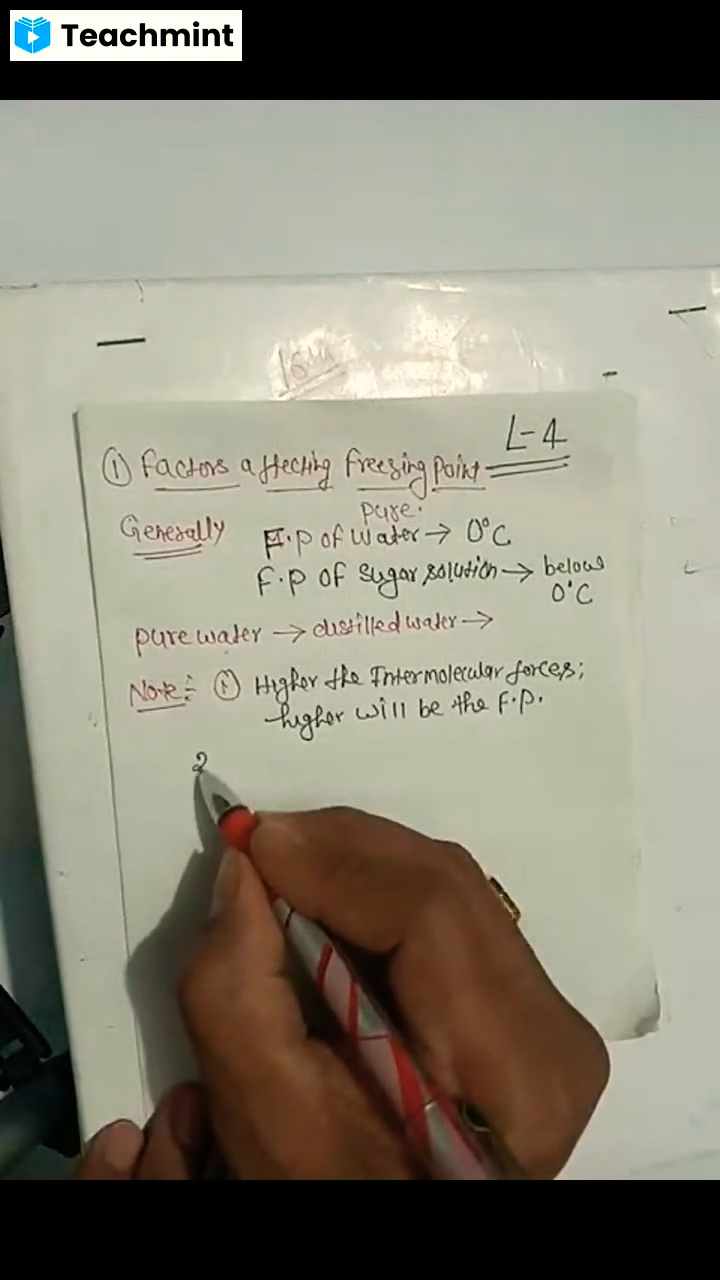 Teachmint
L-4
① Factors affecting freezing Point
pure.
Generally F.p of water → 0°C
F.p of sugar solution → below
0°C
pure water → distilled water →
Note:- ① Higher the Intermolecular forces;
higher will be the F.p.
2